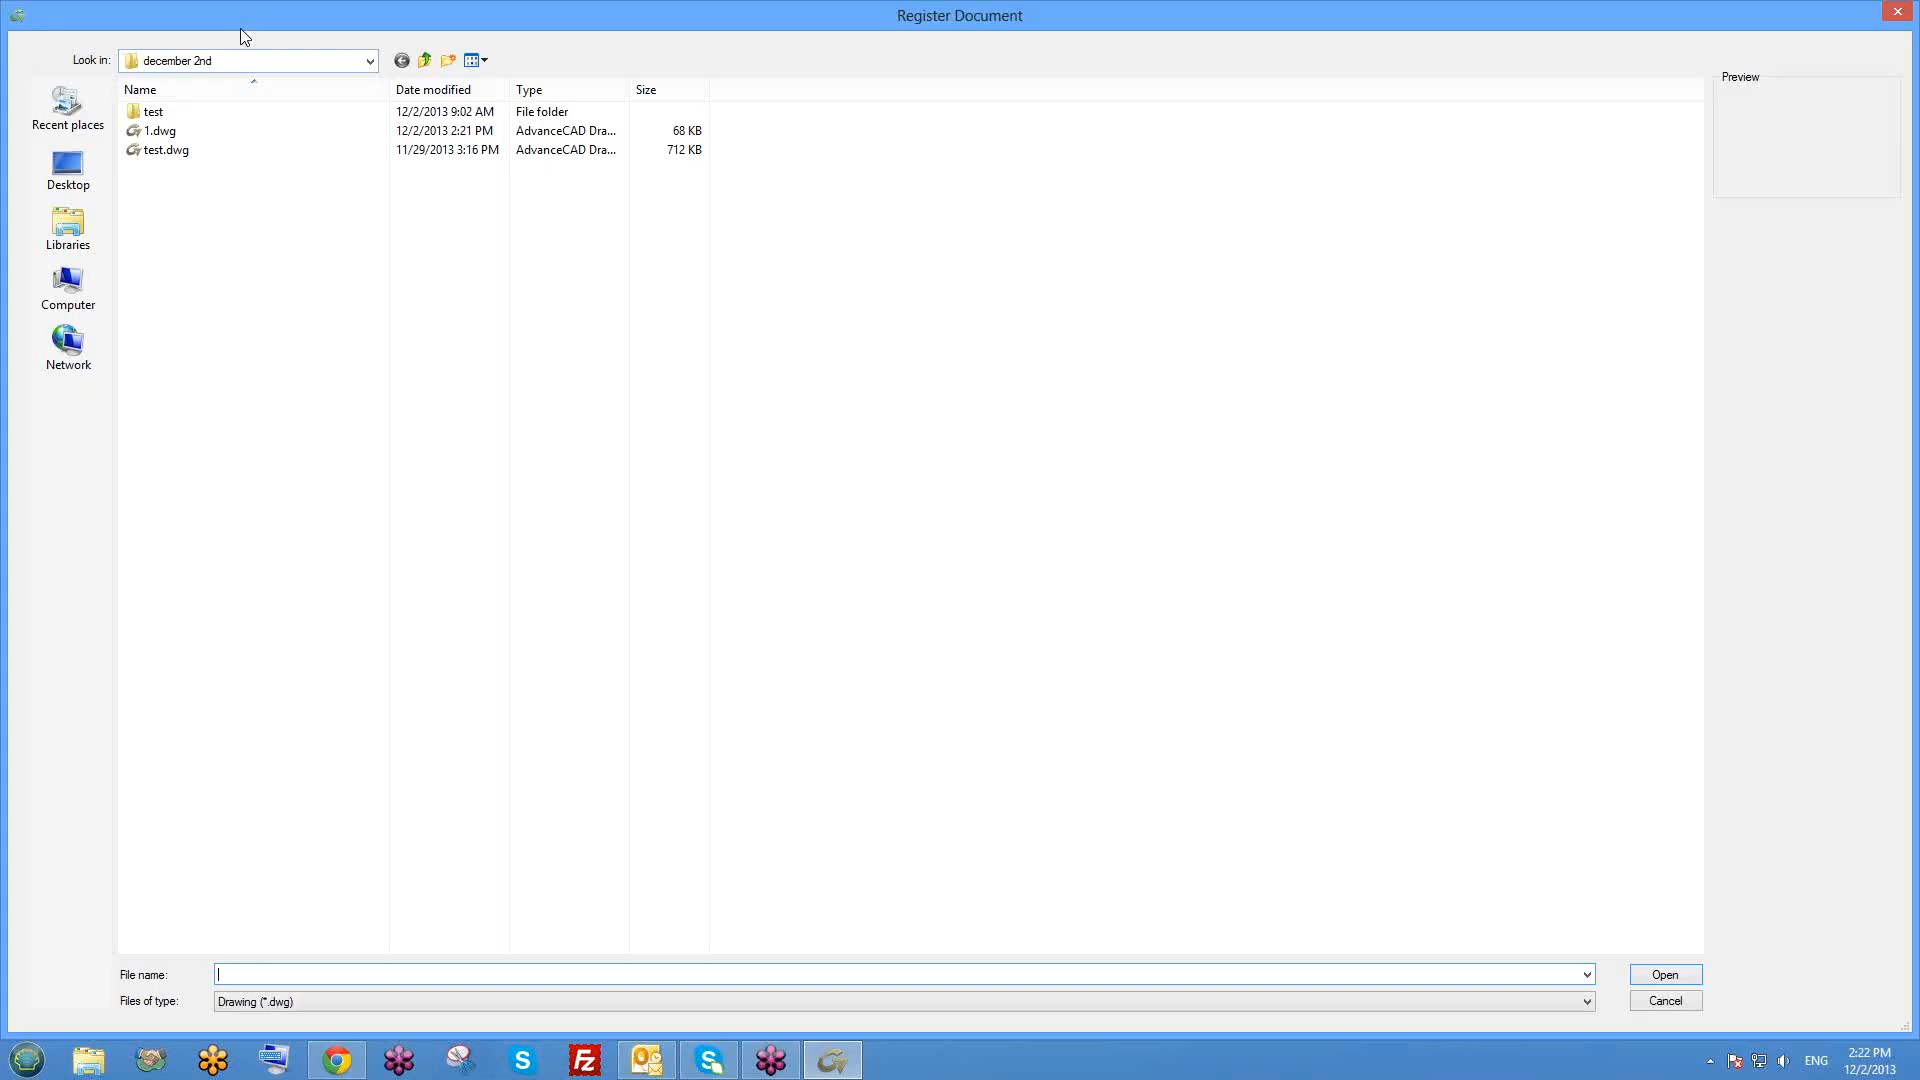 Register Document
Look in: december 2nd
Preview
Name Date modified Type Size
Recent places
Desktop
Libraries
Computer
Network
test 12/2/2013 9:02 AM File folder
1.dwg 12/2/2013 2:21 PM AdvanceCAD Dra... 68 KB
test.dwg 11/29/2013 3:16 PM AdvanceCAD Dra... 712 KB
File name: Open
Files of type: Drawing (*.dwg) Cancel
S
Fz
ENG
2:22 PM
12/2/2013